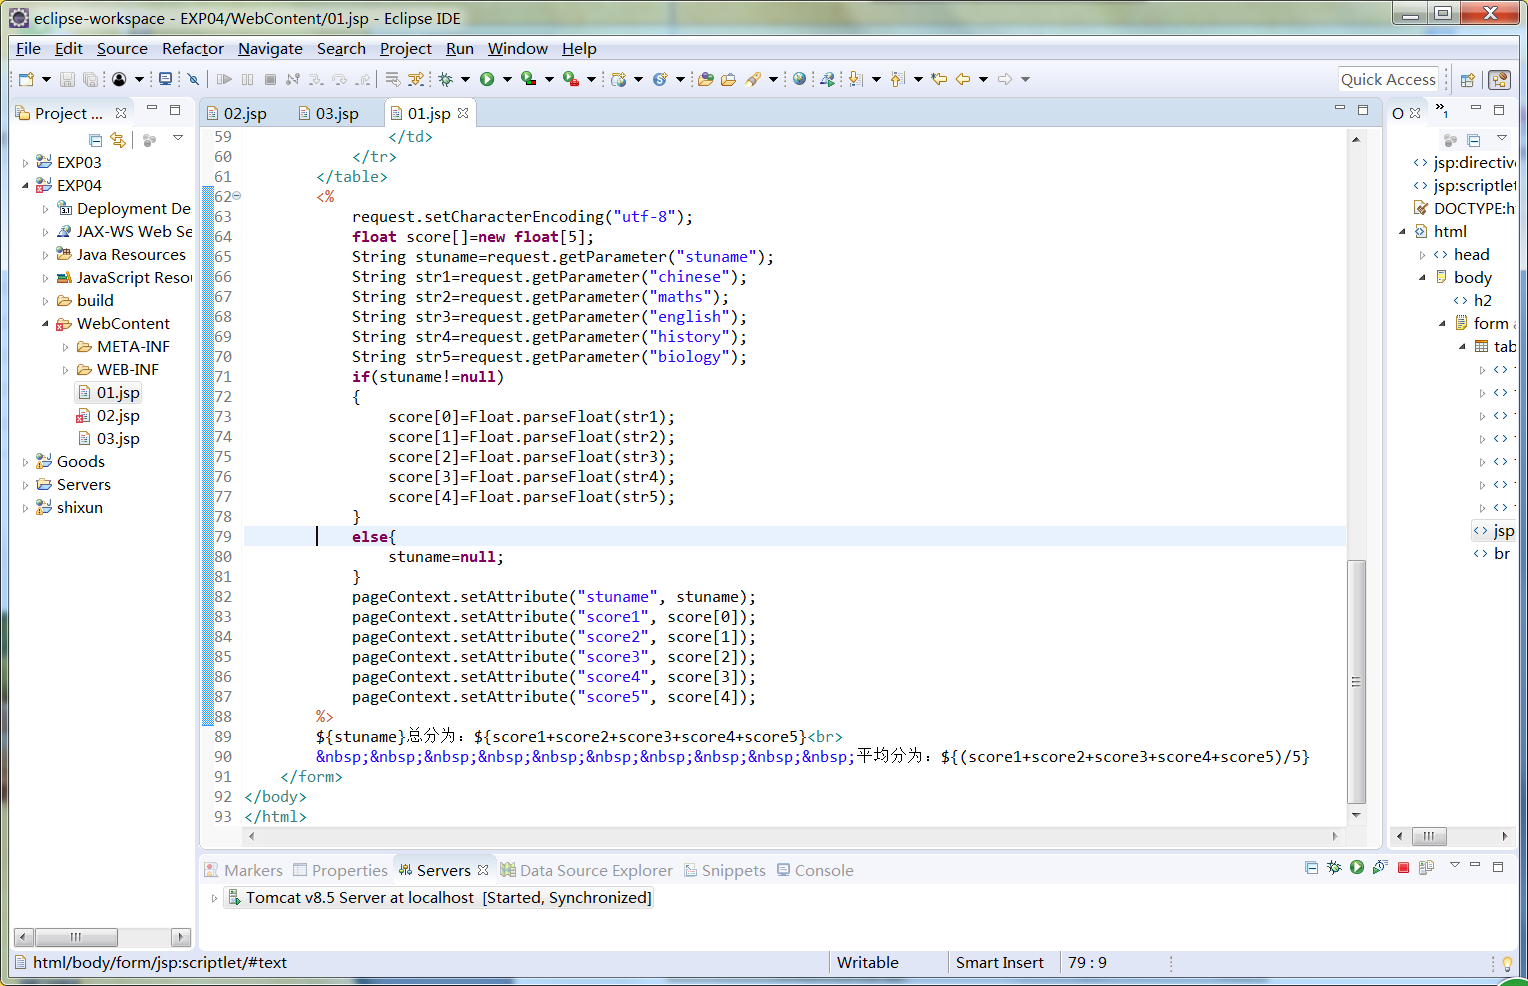 eclipse-workspace - EXP04/WebContent/01.jsp - Eclipse IDE
File Edit Source Refactor Navigate Search Project Run Window Help
Quick Access
Project ...
02.jsp 03.jsp 01.jsp
EXP03
EXP04
Deployment De
JAX-WS Web Se
Java Resources
JavaScript Reso
build
WebContent
META-INF
WEB-INF
01.jsp
02.jsp
03.jsp
Goods
Servers
shixun
59 </td>
60 </tr>
61 </table>
62 <%
63 request.setCharacterEncoding("utf-8");
64 float score[]=new float[5];
65 String stuname=request.getParameter("stuname");
66 String str1=request.getParameter("chinese");
67 String str2=request.getParameter("maths");
68 String str3=request.getParameter("english");
69 String str4=request.getParameter("history");
70 String str5=request.getParameter("biology");
71 if(stuname!=null)
72 {
73 score[0]=Float.parseFloat(str1);
74 score[1]=Float.parseFloat(str2);
75 score[2]=Float.parseFloat(str3);
76 score[3]=Float.parseFloat(str4);
77 score[4]=Float.parseFloat(str5);
78 }
79 else{
80 stuname=null;
81 }
82 pageContext.setAttribute("stuname", stuname);
83 pageContext.setAttribute("score1", score[0]);
84 pageContext.setAttribute("score2", score[1]);
85 pageContext.setAttribute("score3", score[2]);
86 pageContext.setAttribute("score4", score[3]);
87 pageContext.setAttribute("score5", score[4]);
88 %>
89 ${stuname}总分为：${score1+score2+score3+score4+score5}<br>
90 &nbsp;&nbsp;&nbsp;&nbsp;&nbsp;&nbsp;&nbsp;&nbsp;&nbsp;&nbsp;平均分为：${(score1+score2+score3+score4+score5)/5}
91 </form>
92 </body>
93 </html>
O
1
jsp:directiv
jsp:scriptlet
DOCTYPE:h
html
head
body
h2
form
tab
jsp
br
Markers Properties Servers Data Source Explorer Snippets Console
Tomcat v8.5 Server at localhost [Started, Synchronized]
html/body/form/jsp:scriptlet/#text
Writable Smart Insert 79 : 9